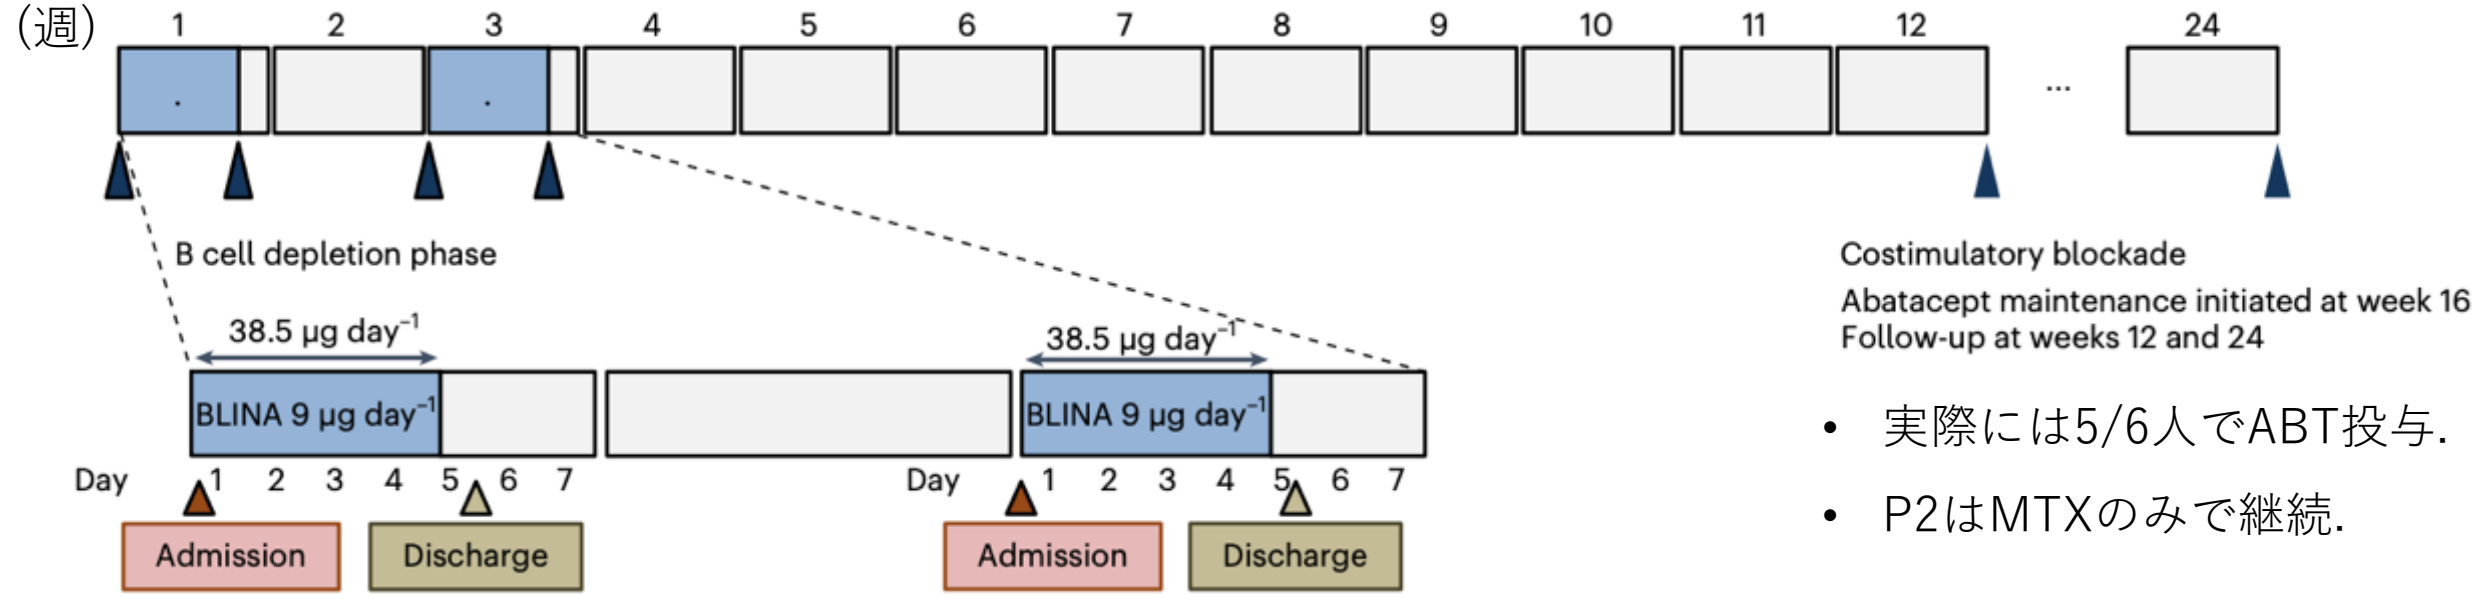 (週) 1 2 3 4 5 6 7 8 9 10 11 12 24
...
B cell depletion phase
Costimulatory blockade
Abatacept maintenance initiated at week 16
Follow-up at weeks 12 and 24
38.5 µg day⁻¹ 38.5 µg day⁻¹
BLINA 9 µg day⁻¹ BLINA 9 µg day⁻¹
Day 1 2 3 4 5 6 7 Day 1 2 3 4 5 6 7
Admission Discharge Admission Discharge
• 実際には5/6人でABT投与.
• P2はMTXのみで継続.